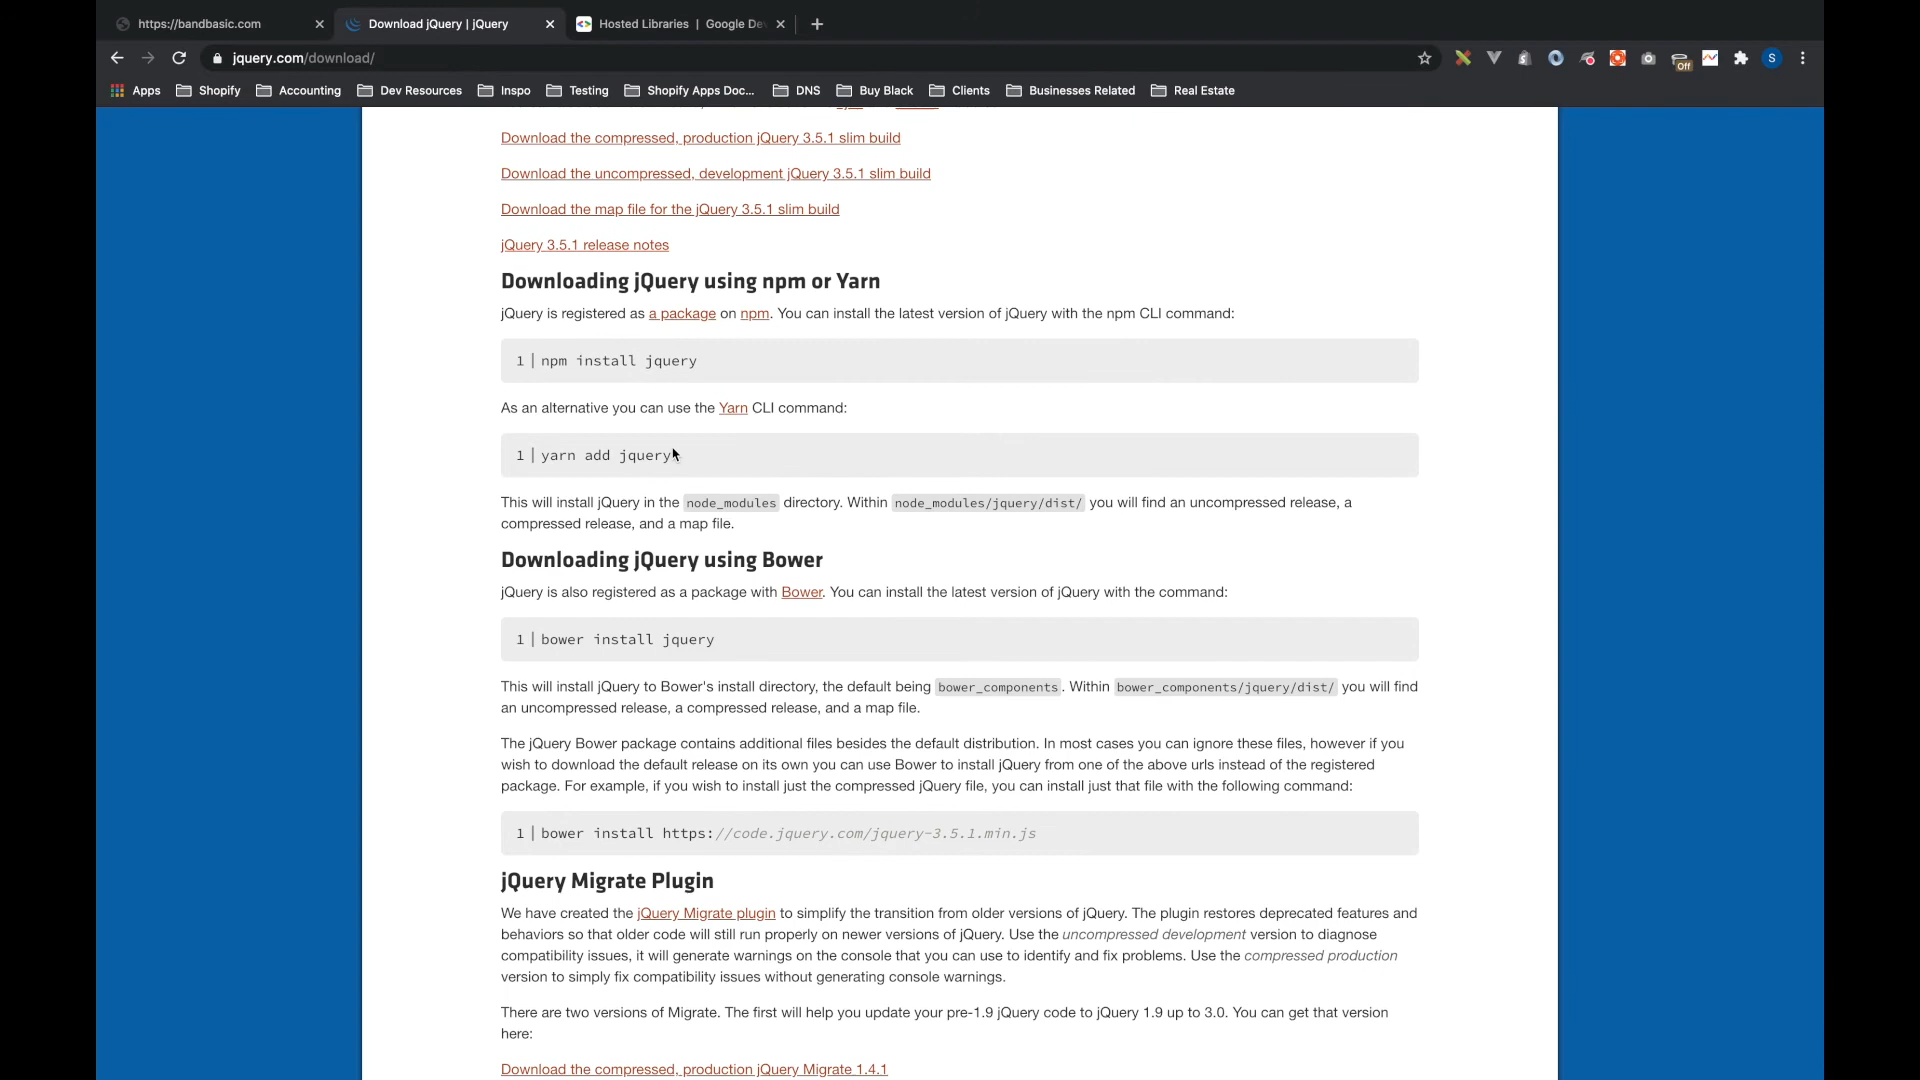 https://bandbasic.com
Download jQuery | jQuery
Hosted Libraries | Google De
jquery.com/download/
Off
S
Apps Shopify Accounting Dev Resources Inspo Testing Shopify Apps Doc... DNS Buy Black Clients Businesses Related Real Estate
Download the compressed, production jQuery 3.5.1 slim build
Download the uncompressed, development jQuery 3.5.1 slim build
Download the map file for the jQuery 3.5.1 slim build
jQuery 3.5.1 release notes
Downloading jQuery using npm or Yarn
jQuery is registered as a package on npm. You can install the latest version of jQuery with the npm CLI command:
1 npm install jquery
As an alternative you can use the Yarn CLI command:
1 yarn add jquery
This will install jQuery in the node_modules directory. Within node_modules/jquery/dist/ you will find an uncompressed release, a
compressed release, and a map file.
Downloading jQuery using Bower
jQuery is also registered as a package with Bower. You can install the latest version of jQuery with the command:
1 bower install jquery
This will install jQuery to Bower's install directory, the default being bower_components. Within bower_components/jquery/dist/ you will find
an uncompressed release, a compressed release, and a map file.
The jQuery Bower package contains additional files besides the default distribution. In most cases you can ignore these files, however if you
wish to download the default release on its own you can use Bower to install jQuery from one of the above urls instead of the registered
package. For example, if you wish to install just the compressed jQuery file, you can install just that file with the following command:
1 bower install https://code.jquery.com/jquery-3.5.1.min.js
jQuery Migrate Plugin
We have created the jQuery Migrate plugin to simplify the transition from older versions of jQuery. The plugin restores deprecated features and
behaviors so that older code will still run properly on newer versions of jQuery. Use the uncompressed development version to diagnose
compatibility issues, it will generate warnings on the console that you can use to identify and fix problems. Use the compressed production
version to simply fix compatibility issues without generating console warnings.
There are two versions of Migrate. The first will help you update your pre-1.9 jQuery code to jQuery 1.9 up to 3.0. You can get that version
here:
Download the compressed, production jQuery Migrate 1.4.1